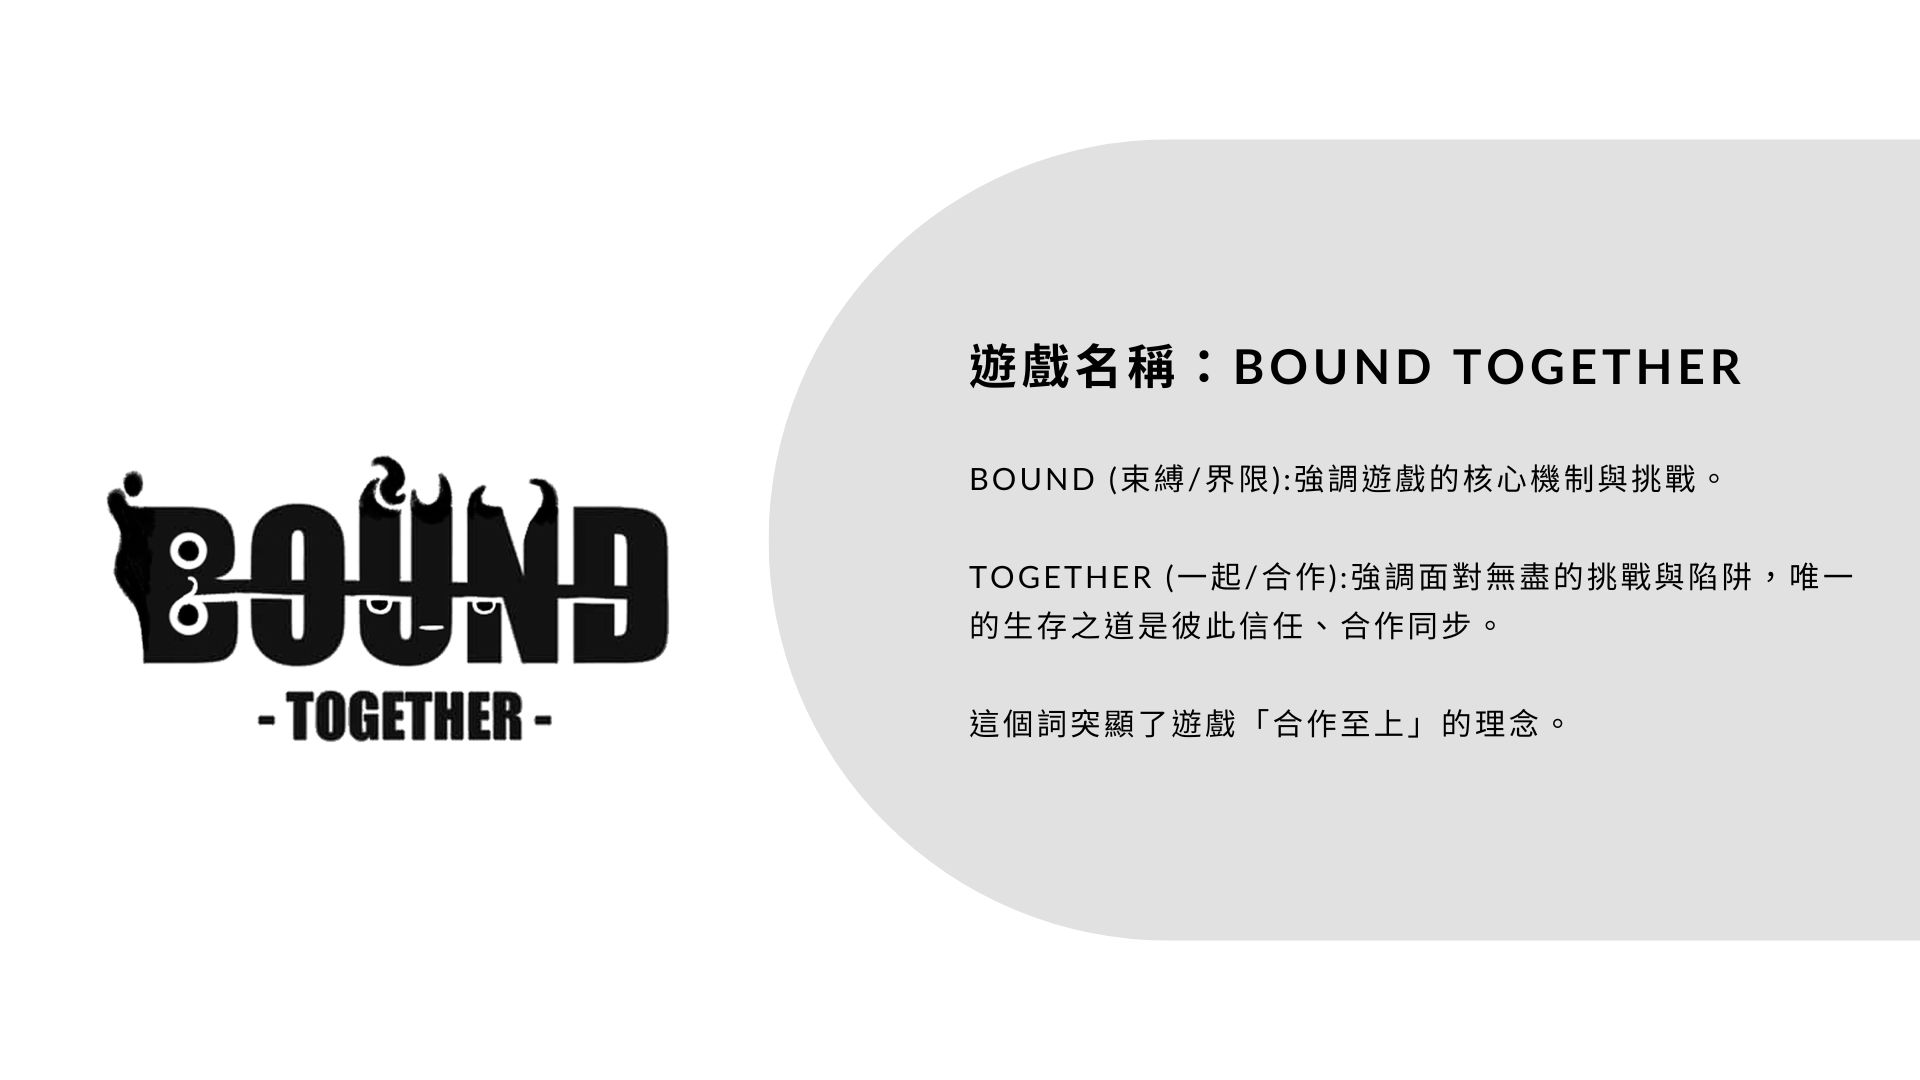 BOUND
- TOGETHER -
遊戲名稱：BOUND TOGETHER
BOUND (束縛/界限):強調遊戲的核心機制與挑戰。
TOGETHER (一起/合作):強調面對無盡的挑戰與陷阱，唯一
的生存之道是彼此信任、合作同步。
這個詞突顯了遊戲「合作至上」的理念。